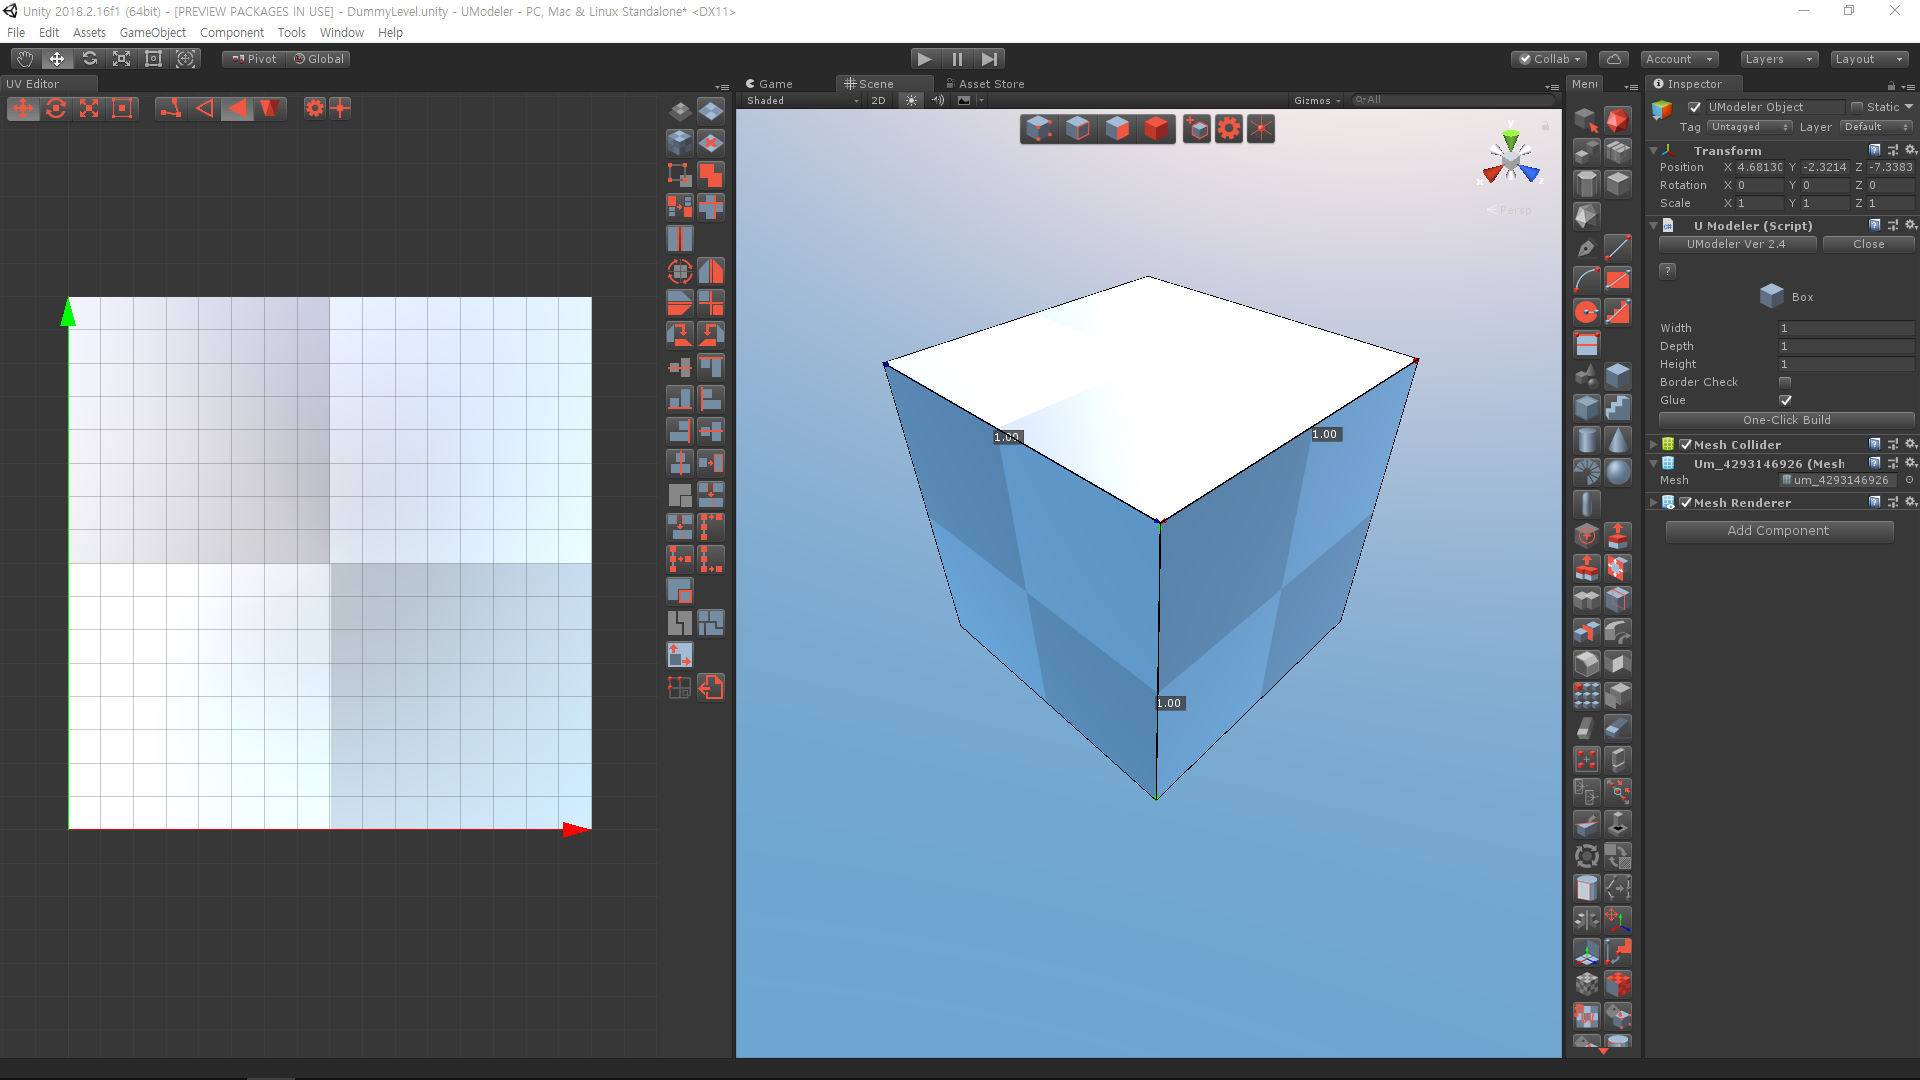 Unity 2018.2.16f1 (64bit) - [PREVIEW PACKAGES IN USE] - DummyLevel.unity - UModeler - PC, Mac & Linux Standalone* <DX11>
File Edit Assets GameObject Component Tools Window Help
Pivot Global Collab Account Layers Layout
UV Editor Game Scene Asset Store Menu Inspector
Shaded 2D Gizmos All
UModeler Object Static
Tag Untagged Layer Default
Transform
Position X 4.68130 Y -2.3214 Z -7.3383
Rotation X 0 Y 0 Z 0
Scale X 1 Y 1 Z 1
U Modeler (Script)
UModeler Ver 2.4 Close
?
Box
Width 1
Depth 1
Height 1
Border Check
Glue
One-Click Build
Mesh Collider
Um_4293146926 (Mesh
Mesh um_4293146926
Mesh Renderer
Add Component
y
x z
Persp
1.00
1.00
1.00